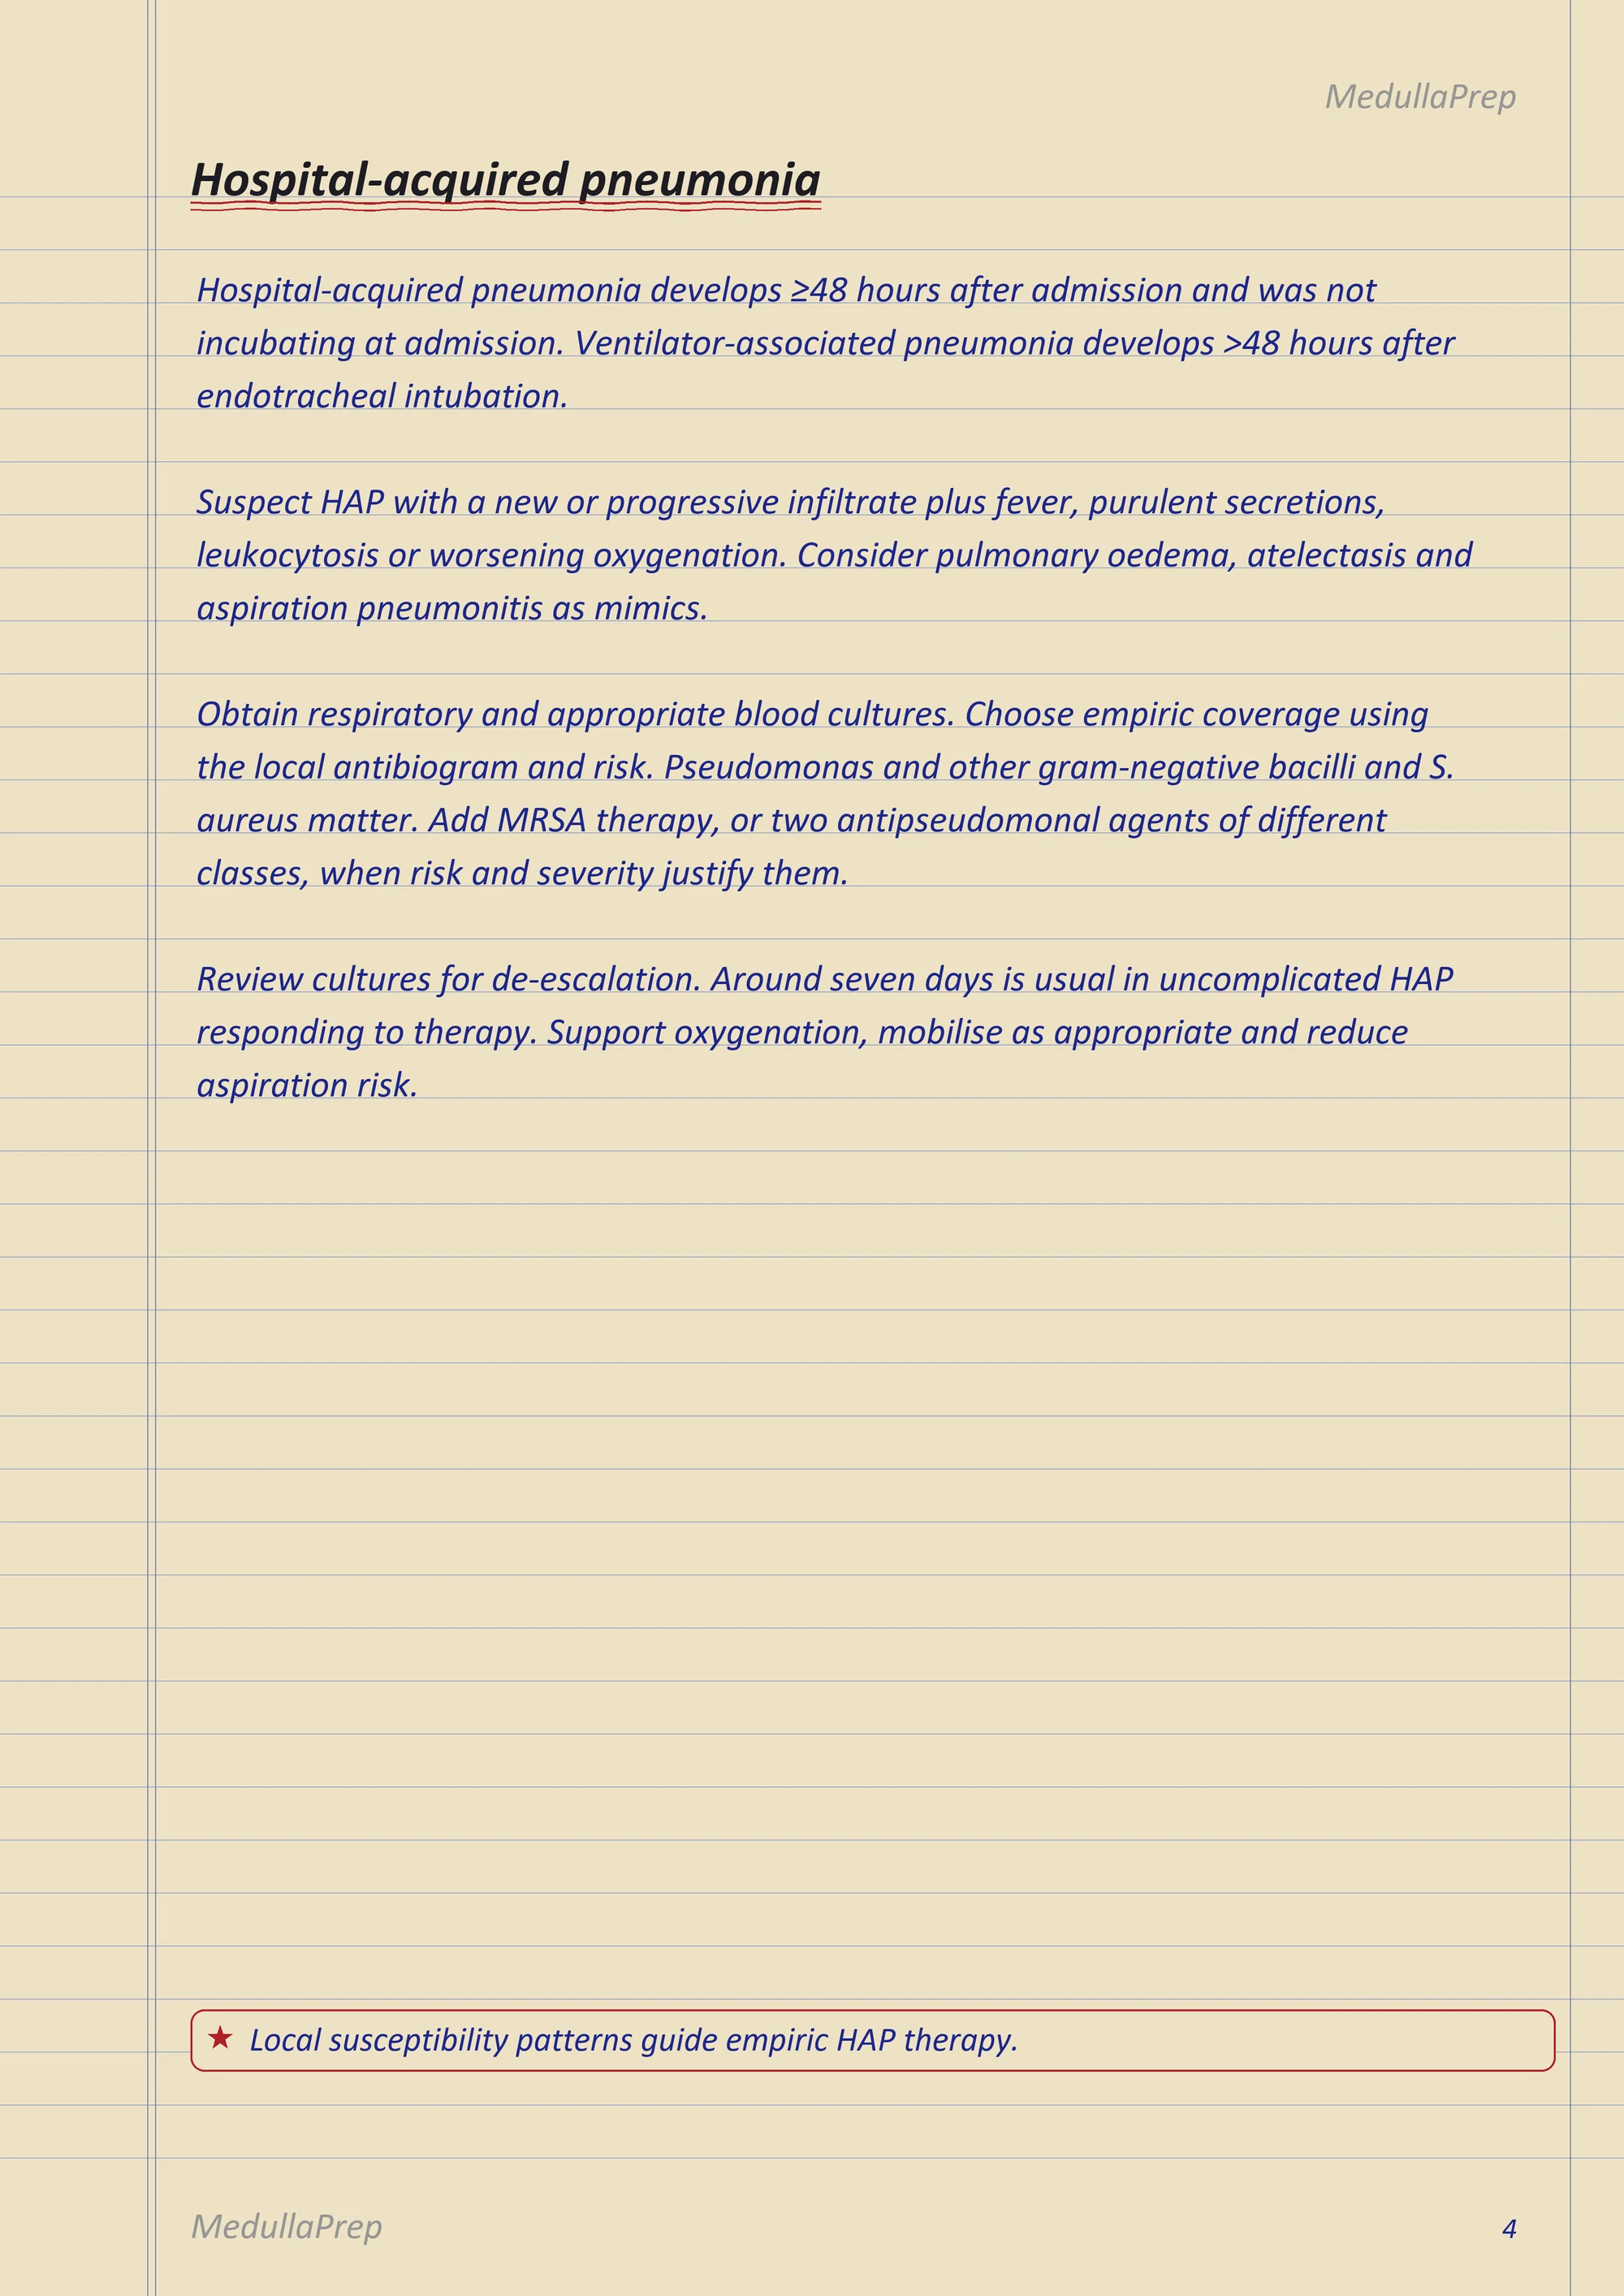 MedullaPrep
Hospital-acquired pneumonia
Hospital-acquired pneumonia develops ≥48 hours after admission and was not
incubating at admission. Ventilator-associated pneumonia develops >48 hours after
endotracheal intubation.
Suspect HAP with a new or progressive infiltrate plus fever, purulent secretions,
leukocytosis or worsening oxygenation. Consider pulmonary oedema, atelectasis and
aspiration pneumonitis as mimics.
Obtain respiratory and appropriate blood cultures. Choose empiric coverage using
the local antibiogram and risk. Pseudomonas and other gram-negative bacilli and S.
aureus matter. Add MRSA therapy, or two antipseudomonal agents of different
classes, when risk and severity justify them.
Review cultures for de-escalation. Around seven days is usual in uncomplicated HAP
responding to therapy. Support oxygenation, mobilise as appropriate and reduce
aspiration risk.
★ Local susceptibility patterns guide empiric HAP therapy.
MedullaPrep
4